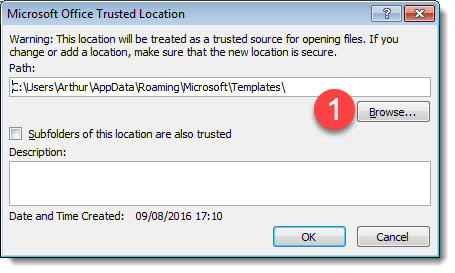 Microsoft Office Trusted Location
Warning: This location will be treated as a trusted source for opening files. If you
change or add a location, make sure that the new location is secure.
Path:
C:\Users\Arthur\AppData\Roaming\Microsoft\Templates\
1
Browse...
Subfolders of this location are also trusted
Description:
Date and Time Created: 09/08/2016 17:10
OK Cancel